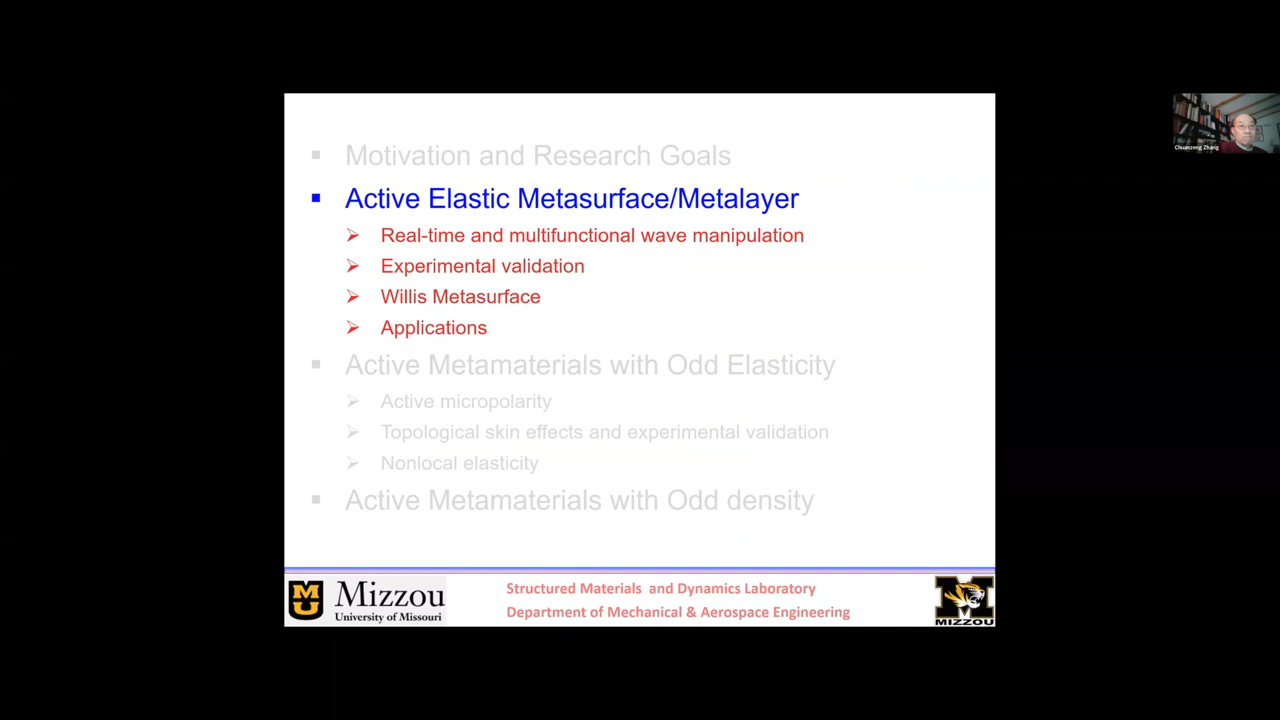 Motivation and Research Goals
Active Elastic Metasurface/Metalayer
Real-time and multifunctional wave manipulation
Experimental validation
Willis Metasurface
Applications
Active Metamaterials with Odd Elasticity
Active micropolarity
Topological skin effects and experimental validation
Nonlocal elasticity
Active Metamaterials with Odd density
Mizzou
University of Missouri
Structured Materials and Dynamics Laboratory
Department of Mechanical & Aerospace Engineering
MIZZOU
Chuanzeng Zhang